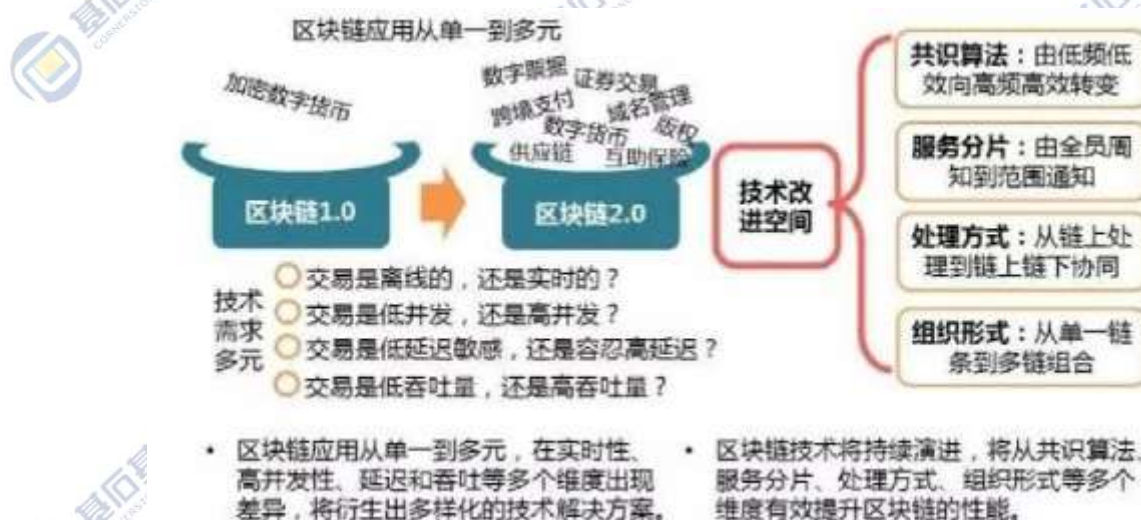 基石
CORNERSTONE
区块链应用从单一到多元
加密数字货币
数字票据
证券交易
跨境支付
域名管理
数字货币
版权
供应链
互助保险
区块链1.0
区块链2.0
技术
需求
多元
交易是离线的，还是实时的？
交易是低并发，还是高并发？
交易是低延迟敏感，还是容忍高延迟？
交易是低吞吐量，还是高吞吐量？
技术改
进空间
共识算法：由低频低
效向高频高效转变
服务分片：由全员周
知到范围通知
处理方式：从链上处
理到链上链下协同
组织形式：从单一链
条到多链组合
• 区块链应用从单一到多元，在实时性、
高并发性、延迟和吞吐等多个维度出现
差异，将衍生出多样化的技术解决方案。
• 区块链技术将持续演进，将从共识算法、
服务分片、处理方式、组织形式等多个
维度有效提升区块链的性能。